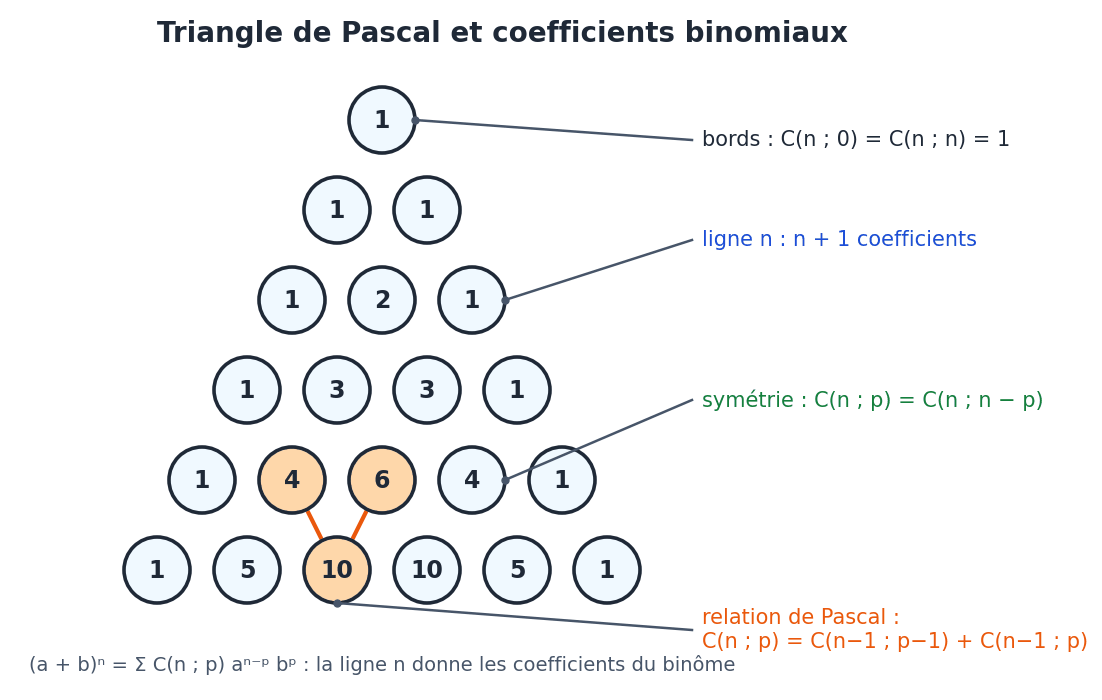 Triangle de Pascal et coefficients binomiaux
1
bords : C(n ; 0) = C(n ; n) = 1
1 1
ligne n : n + 1 coefficients
1 2 1
1 3 3 1
symétrie : C(n ; p) = C(n ; n − p)
1 4 6 4 1
1 5 10 10 5 1
relation de Pascal :
C(n ; p) = C(n−1 ; p−1) + C(n−1 ; p)
(a + b)ⁿ = Σ C(n ; p) aⁿ⁻ᵖ bᵖ : la ligne n donne les coefficients du binôme